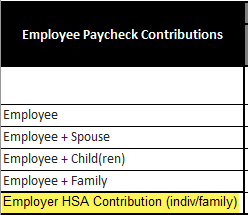 Employee Paycheck Contributions
Employee
Employee + Spouse
Employee + Child(ren)
Employee + Family
Employer HSA Contribution (indiv/family)